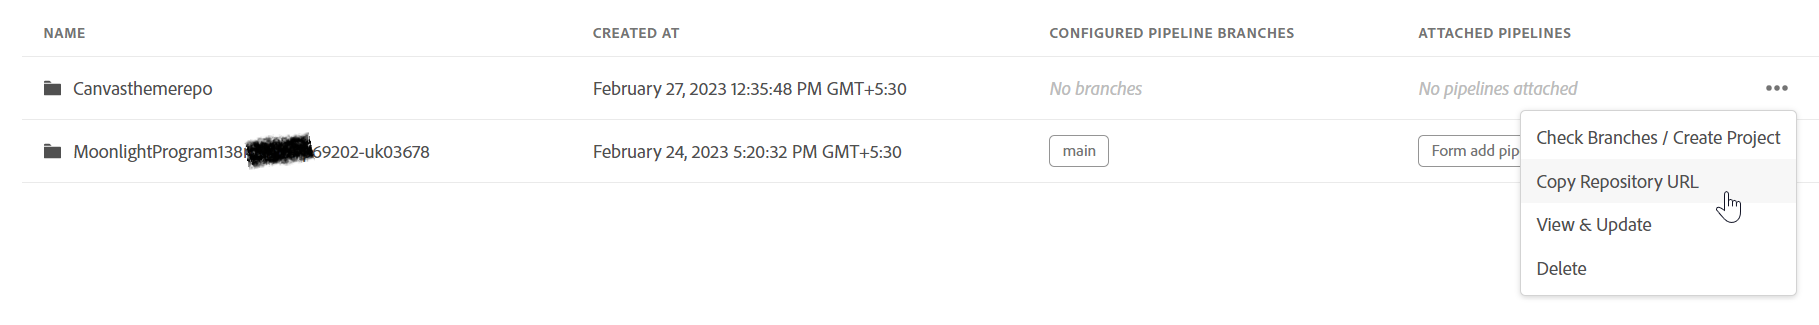 NAME CREATED AT CONFIGURED PIPELINE BRANCHES ATTACHED PIPELINES
Canvasthemerepo February 27, 2023 12:35:48 PM GMT+5:30 No branches No pipelines attached
MoonlightProgram138 69202-uk03678 February 24, 2023 5:20:32 PM GMT+5:30 main Form add pip
Check Branches / Create Project
Copy Repository URL
View & Update
Delete